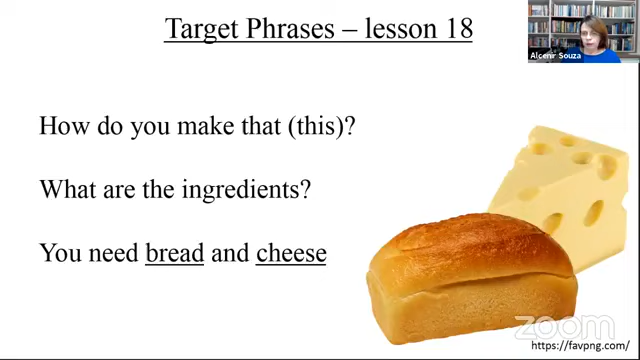 Target Phrases – lesson 18
Alcenir Souza
How do you make that (this)?
What are the ingredients?
You need bread and cheese
zoom
https://favpng.com/